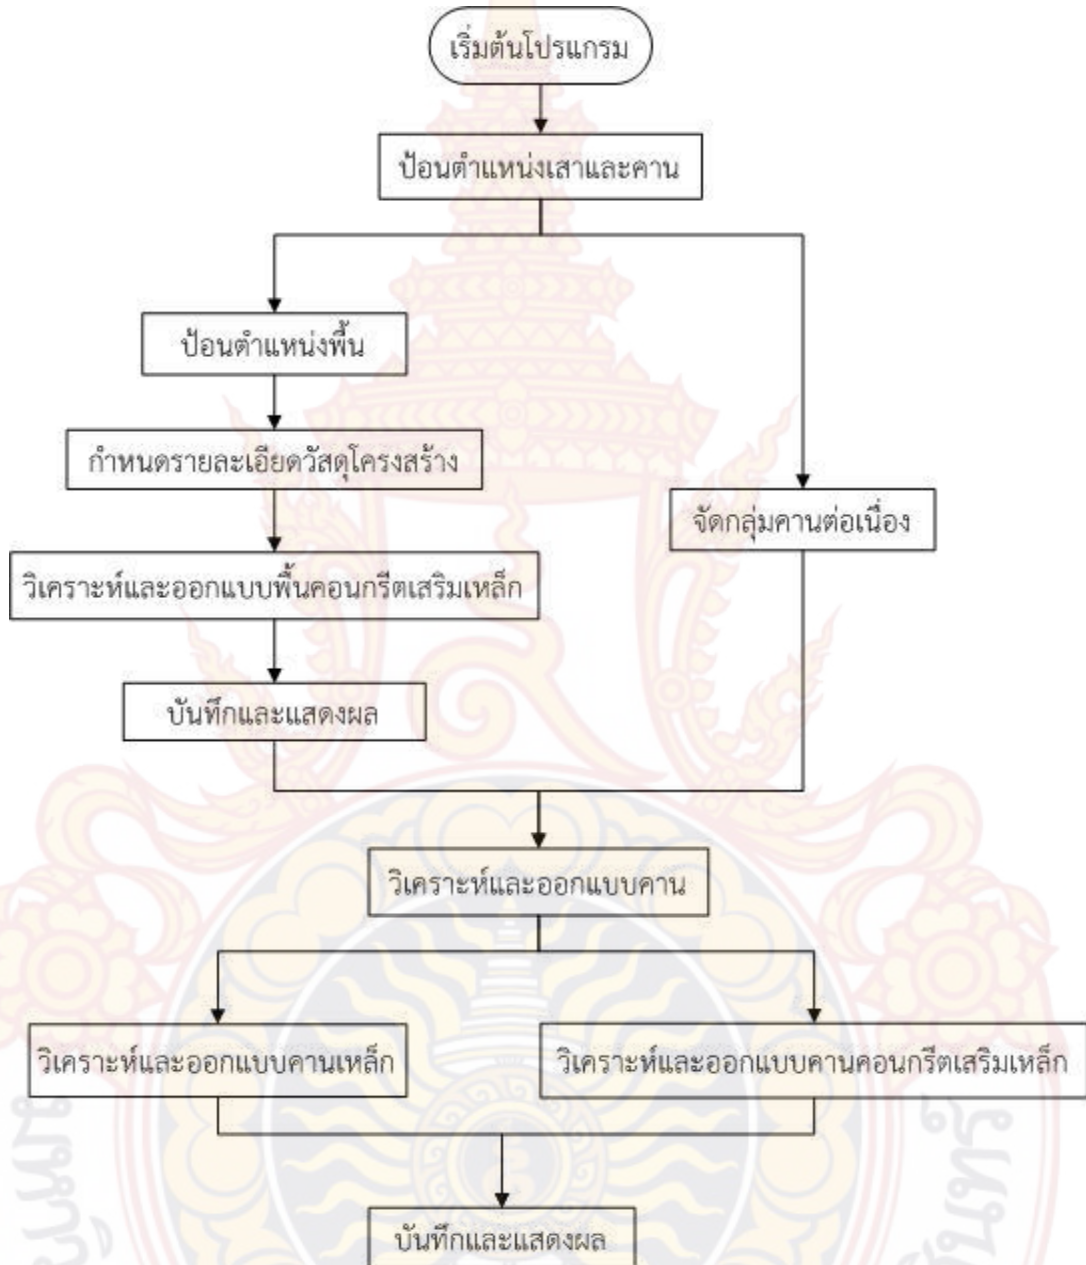 เริ่มต้นโปรแกรม
ป้อนตำแหน่งเสาและคาน
ป้อนตำแหน่งพื้น
กำหนดรายละเอียดวัสดุโครงสร้าง
จัดกลุ่มคานต่อเนื่อง
วิเคราะห์และออกแบบพื้นคอนกรีตเสริมเหล็ก
บันทึกและแสดงผล
วิเคราะห์และออกแบบคาน
วิเคราะห์และออกแบบคานเหล็ก
วิเคราะห์และออกแบบคานคอนกรีตเสริมเหล็ก
บันทึกและแสดงผล